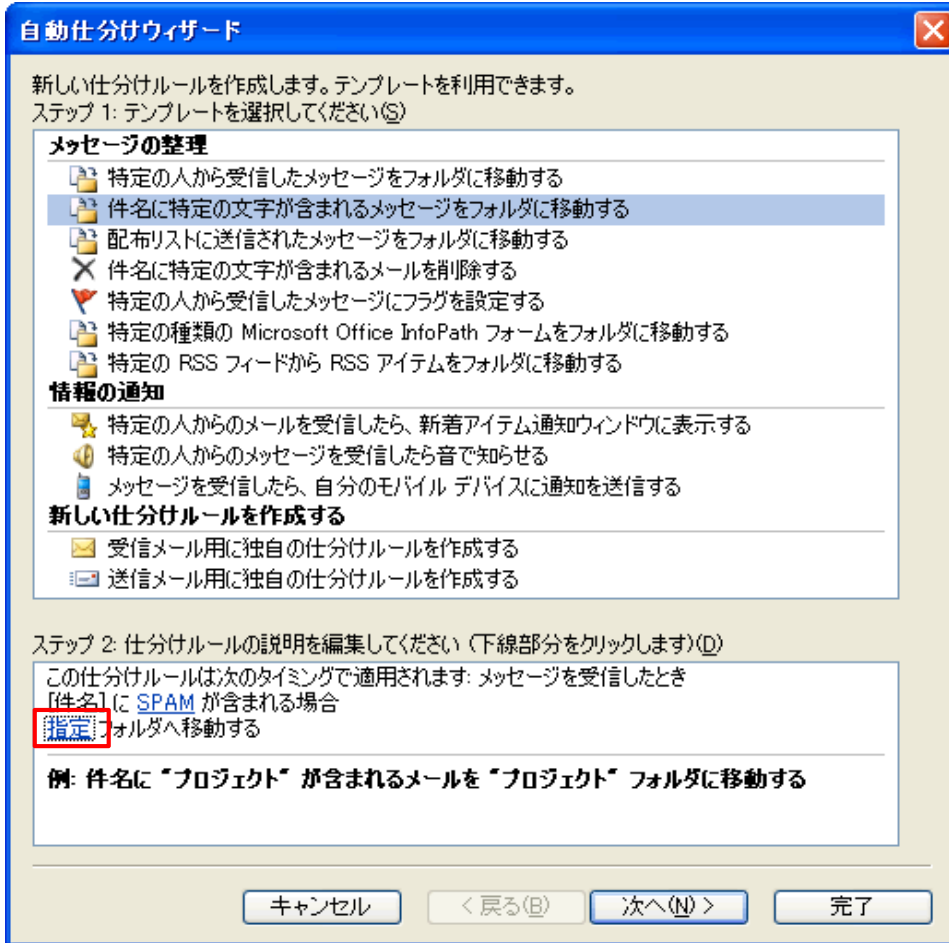 自動仕分けウィザード
新しい仕分けルールを作成します。テンプレートを利用できます。
ステップ 1: テンプレートを選択してください(S)
メッセージの整理
特定の人から受信したメッセージをフォルダに移動する
件名に特定の文字が含まれるメッセージをフォルダに移動する
配布リストに送信されたメッセージをフォルダに移動する
件名に特定の文字が含まれるメールを削除する
特定の人から受信したメッセージにフラグを設定する
特定の種類の Microsoft Office InfoPath フォームをフォルダに移動する
特定の RSS フィードから RSS アイテムをフォルダに移動する
情報の通知
特定の人からのメールを受信したら、新着アイテム通知ウィンドウに表示する
特定の人からのメッセージを受信したら音で知らせる
メッセージを受信したら、自分のモバイル デバイスに通知を送信する
新しい仕分けルールを作成する
受信メール用に独自の仕分けルールを作成する
送信メール用に独自の仕分けルールを作成する
ステップ 2: 仕分けルールの説明を編集してください (下線部分をクリックします)(D)
この仕分けルールは次のタイミングで適用されます: メッセージを受信したとき
[件名] に SPAM が含まれる場合
指定フォルダへ移動する
例: 件名に "プロジェクト" が含まれるメールを "プロジェクト" フォルダに移動する
キャンセル
< 戻る(B)
次へ(N) >
完了